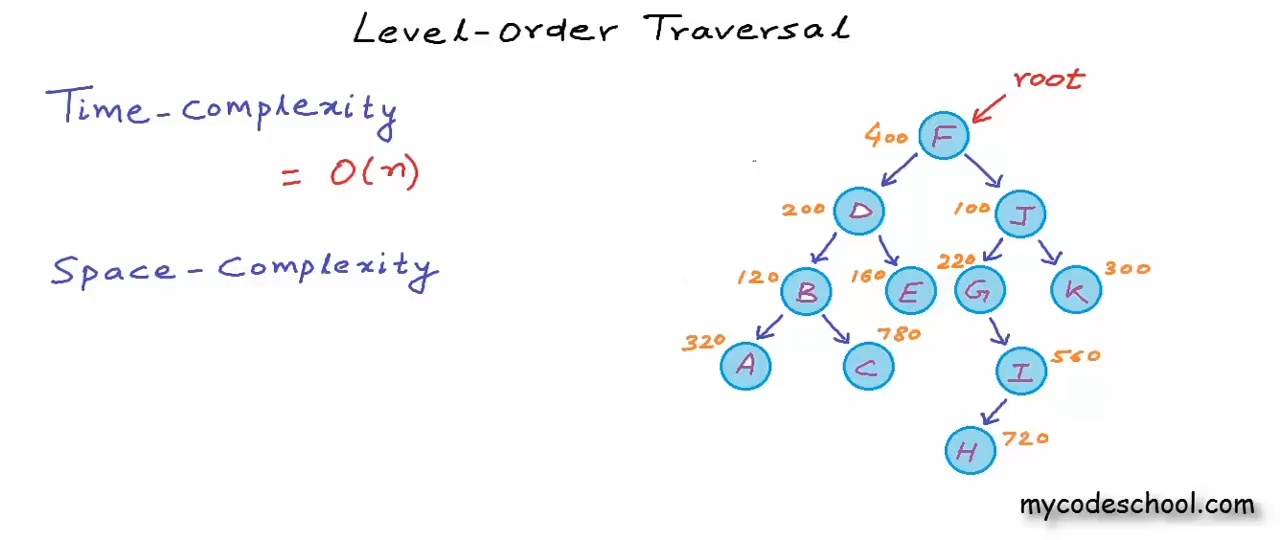 Level-order Traversal
Time-complexity
= O(n)
Space-Complexity
root
400 F
200 D
100 J
120 B
160 E
220 G
300 K
320 A
780 C
560 I
720 H
mycodeschool.com